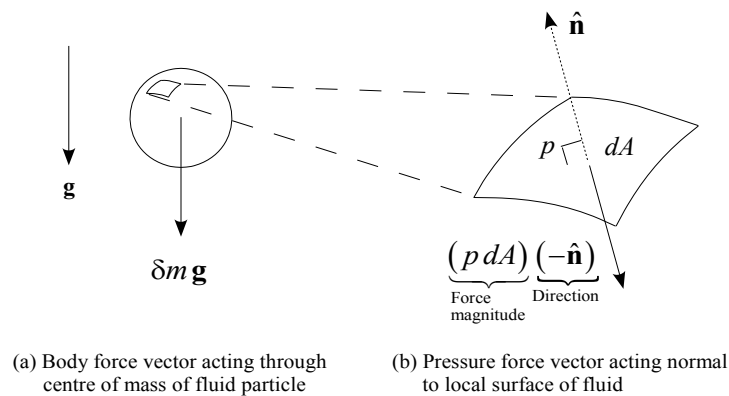 n̂
g
δm g
p
dA
(p dA) (−n̂)
Force Direction
magnitude
(a) Body force vector acting through
centre of mass of fluid particle
(b) Pressure force vector acting normal
to local surface of fluid